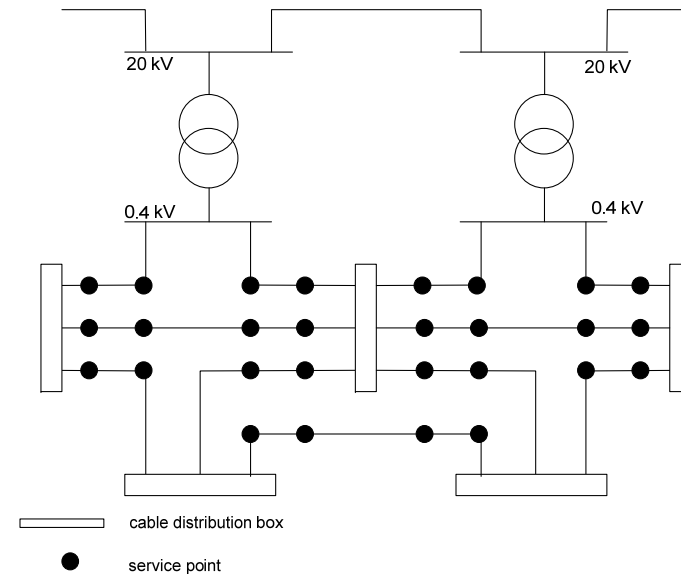 20 kV
20 kV
0.4 kV
0.4 kV
cable distribution box
service point